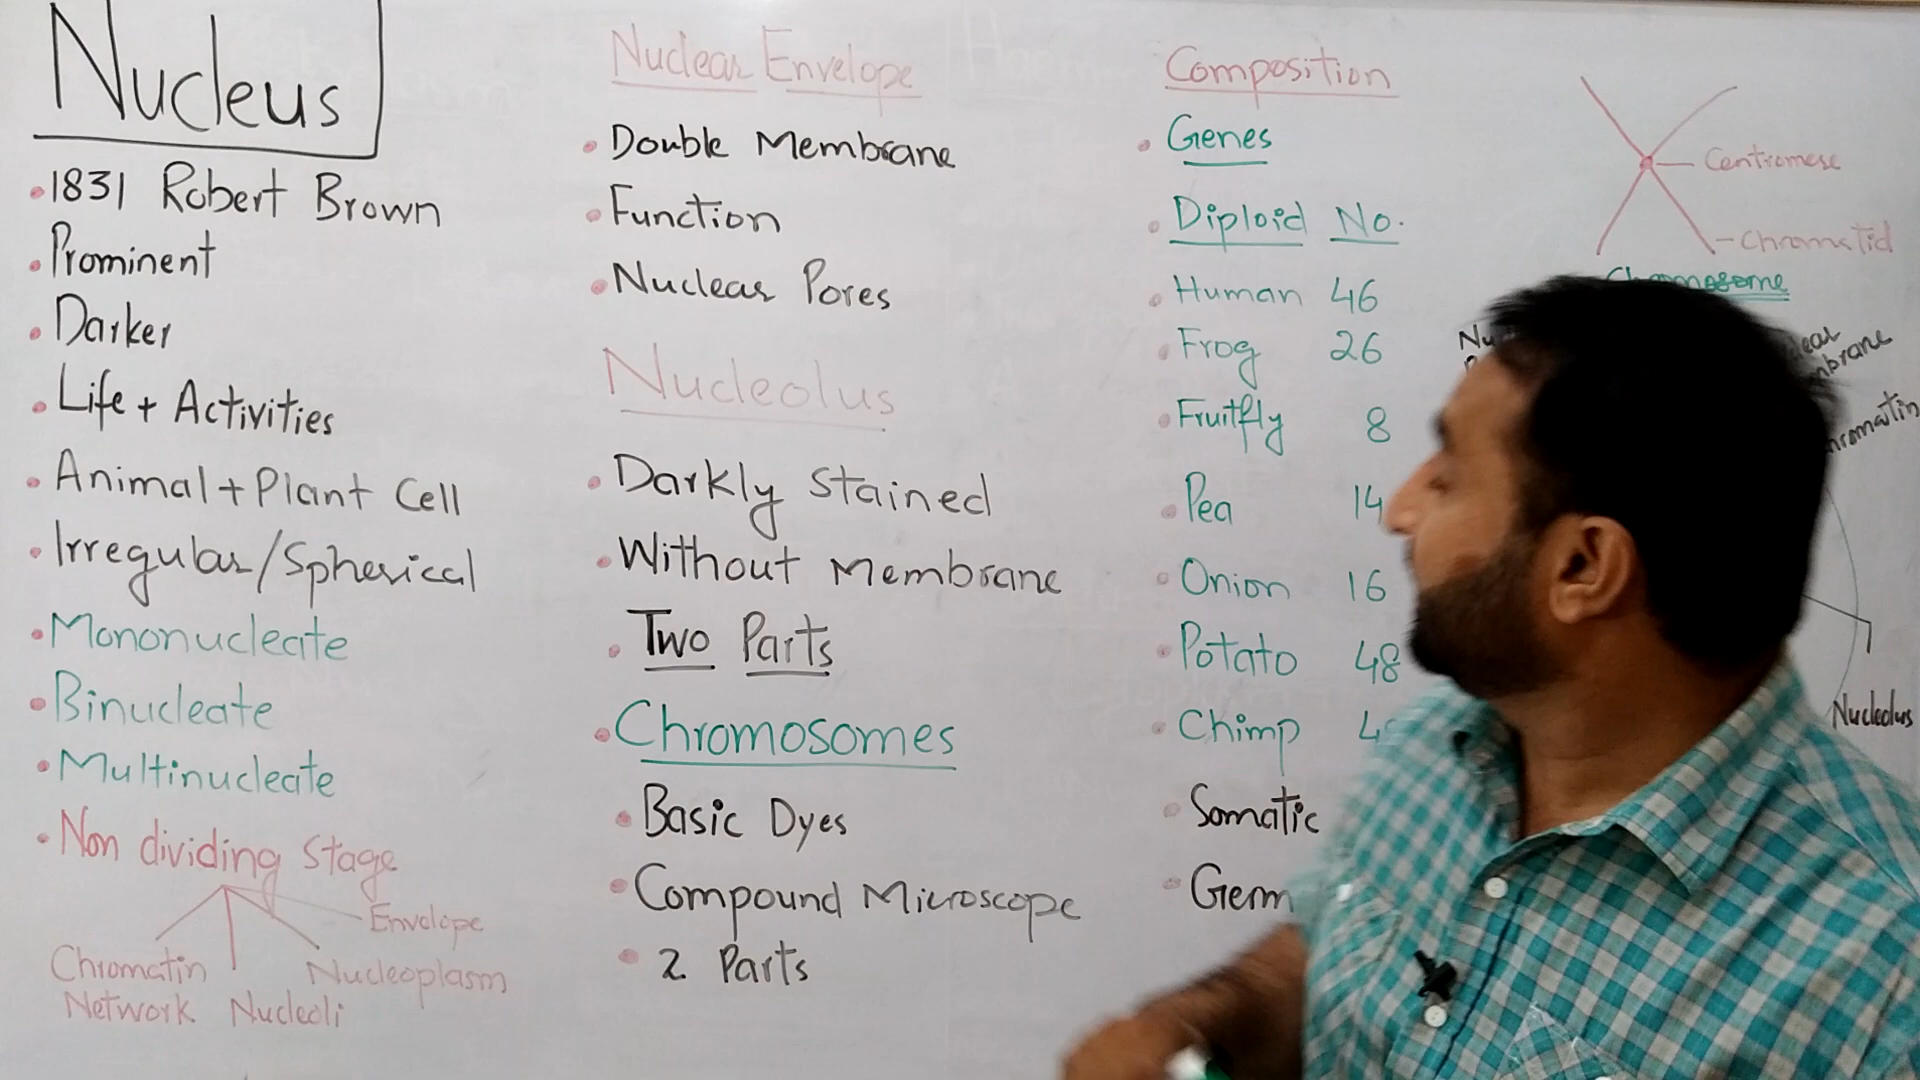 Nucleus
• 1831 Robert Brown
• Prominent
• Darker
• Life + Activities
• Animal + Plant Cell
• Irregular/Spherical
• Mononucleate
• Binucleate
• Multinucleate
• Non dividing Stage
Envelope
Chromatin Network
Nucleoli
Nucleoplasm
Nuclear Envelope
• Double Membrane
• Function
• Nuclear Pores
Nucleolus
• Darkly Stained
• Without Membrane
• Two Parts
• Chromosomes
• Basic Dyes
• Compound Microscope
• 2 Parts
Composition
• Genes
• Diploid No.
• Human 46
• Frog 26
• Fruitfly 8
• Pea 14
• Onion 16
• Potato 48
• Chimp
• Somatic
• Germ
Centromere
Chromatid
Chromosome
Nucleolus